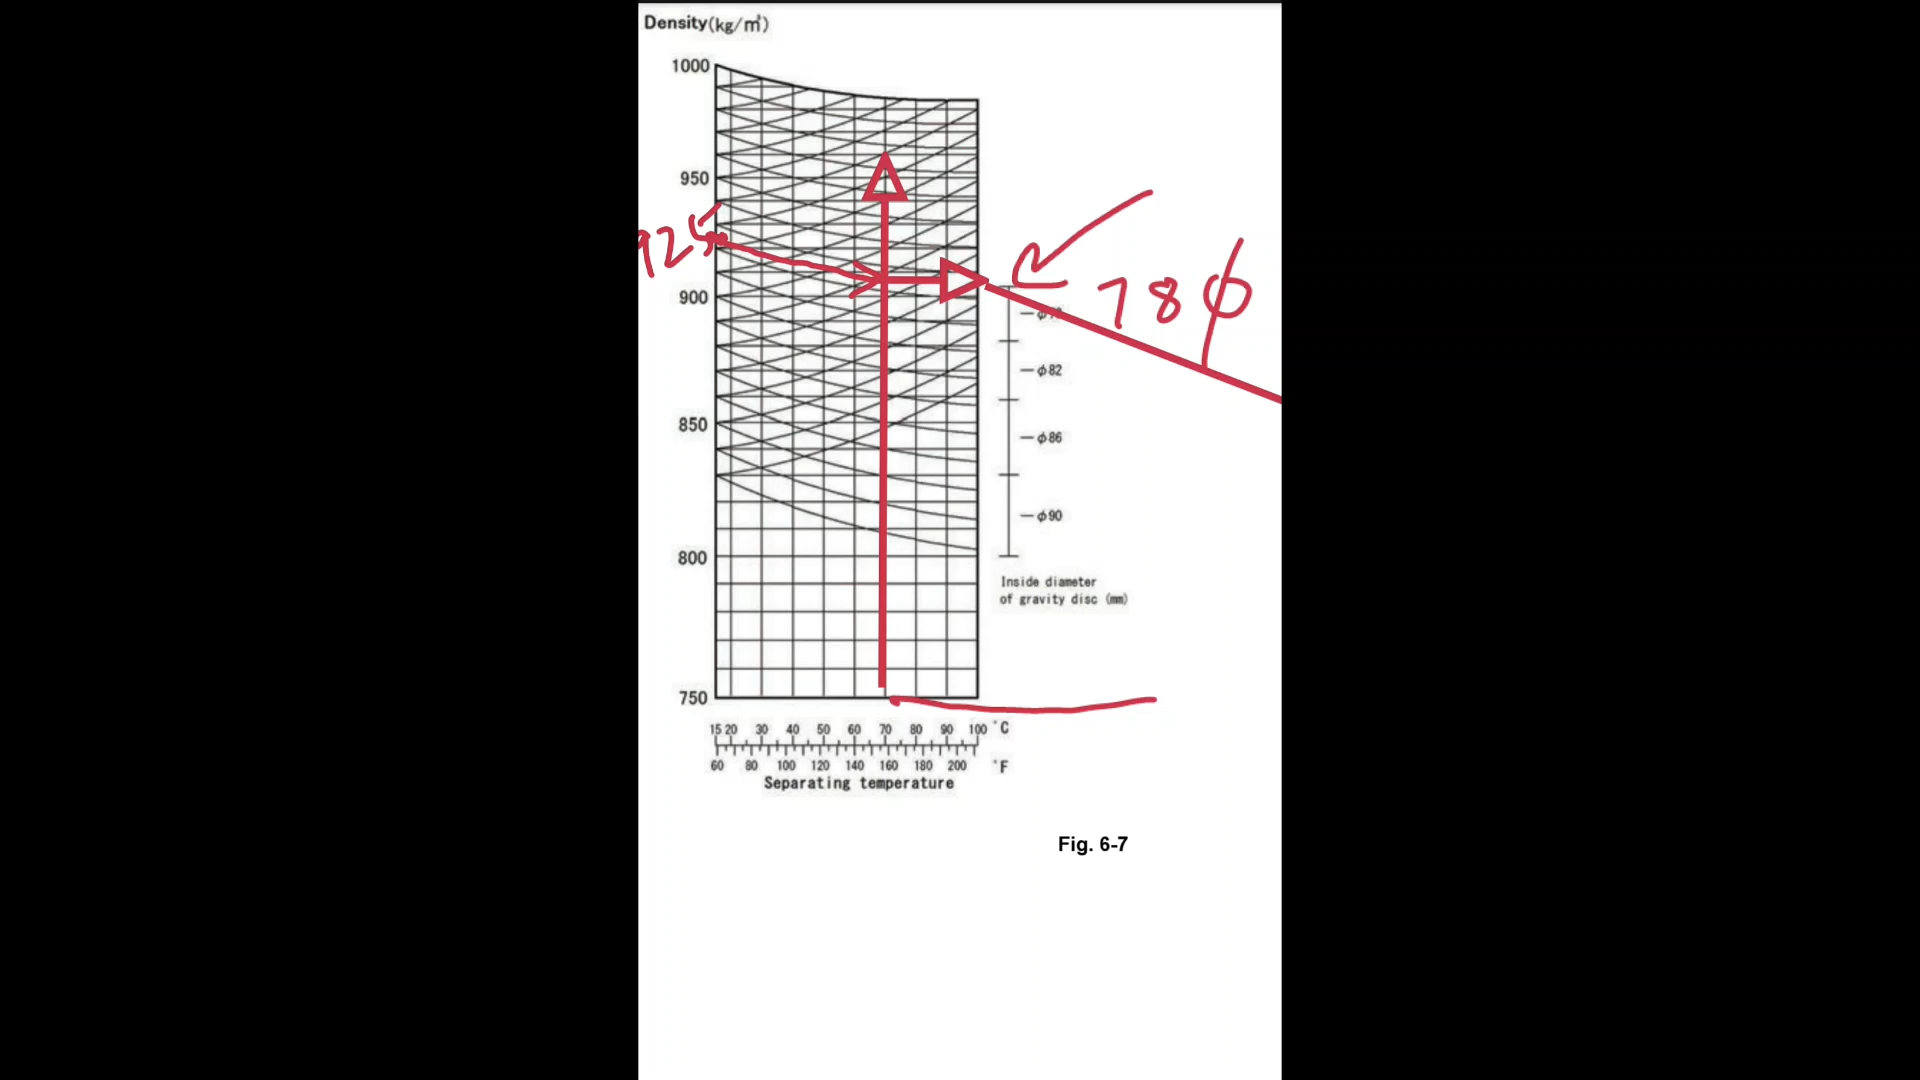 Density(kg/㎥)
1000
950
925
900
78φ
φ82
850
φ86
φ90
800
Inside diameter
of gravity disc (mm)
750
15 20 30 40 50 60 70 80 90 100 °C
60 80 100 120 140 160 180 200 °F
Separating temperature
Fig. 6-7